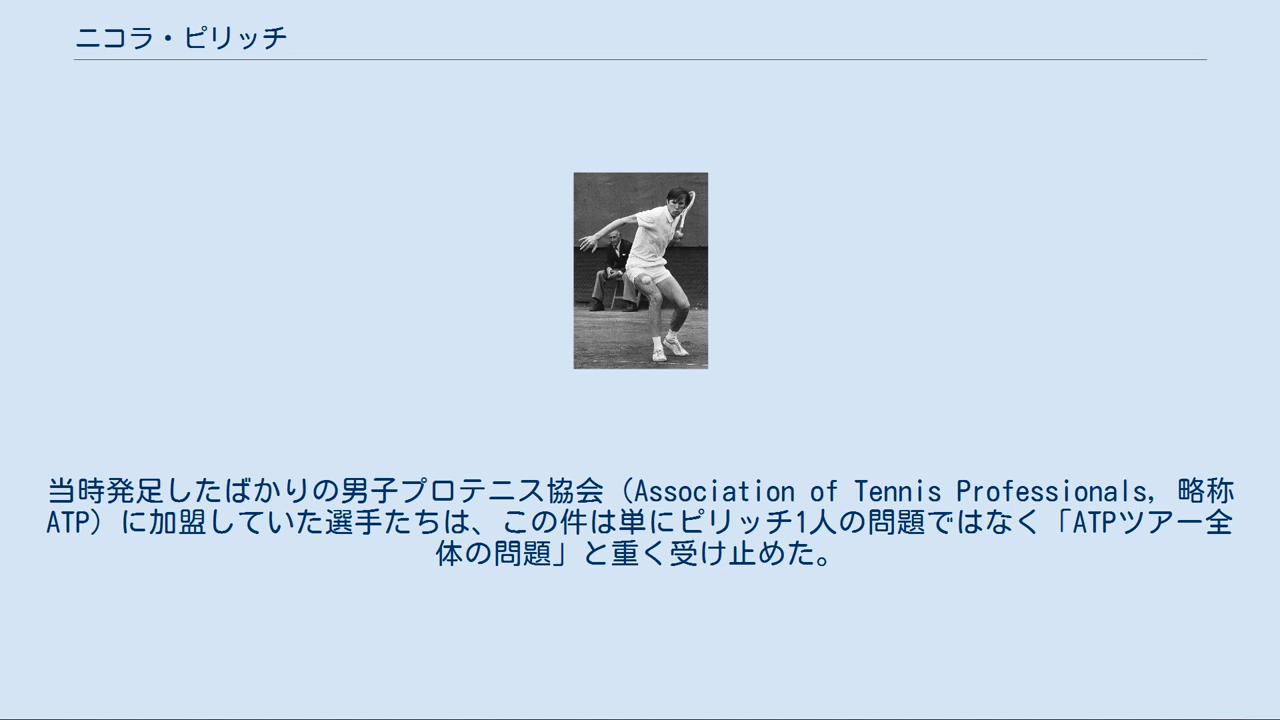 ニコラ・ピリッチ
当時発足したばかりの男子プロテニス協会（Association of Tennis Professionals, 略称
ATP）に加盟していた選手たちは、この件は単にピリッチ1人の問題ではなく「ATPツアー全
体の問題」と重く受け止めた。